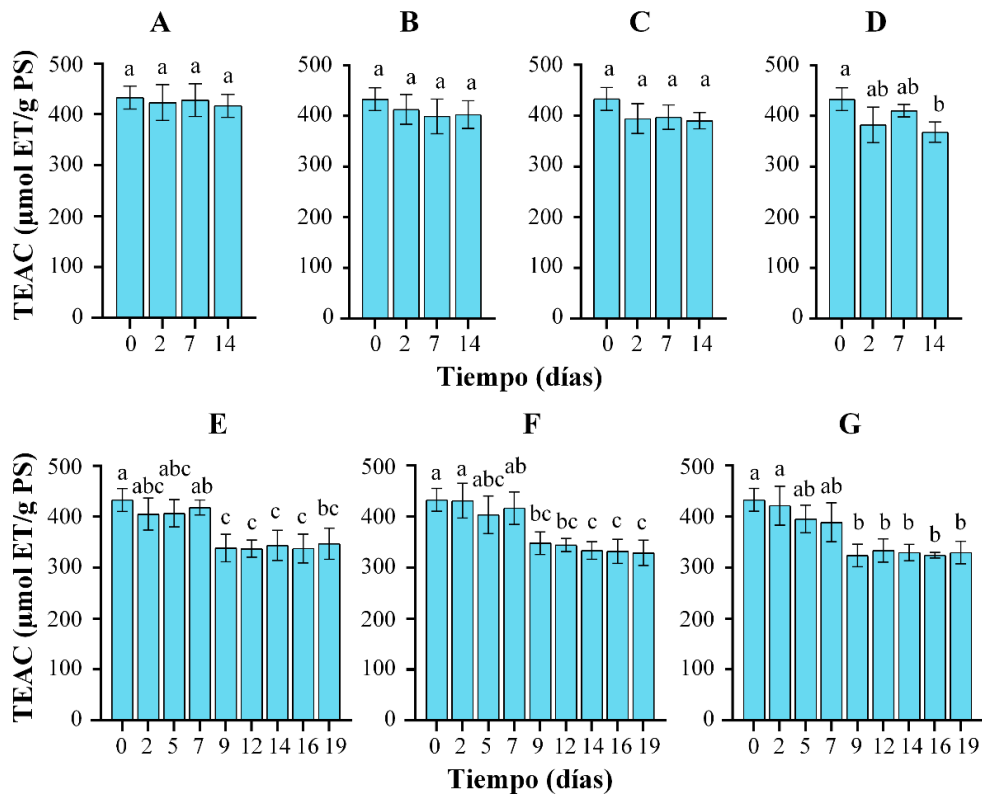 A B C D
TEAC (μmol ET/g PS)
500 400 300 200 100 0
a a a a
0 2 7 14
500 400 300 200 100 0
a a a a
0 2 7 14
500 400 300 200 100 0
a a a a
0 2 7 14
500 400 300 200 100 0
a ab ab b
0 2 7 14
Tiempo (días)
E F G
TEAC (μmol ET/g PS)
500 400 300 200 100 0
a abc abc ab c c c c bc
0 2 5 7 9 12 14 16 19
500 400 300 200 100 0
a a abc ab bc bc c c c
0 2 5 7 9 12 14 16 19
500 400 300 200 100 0
a a ab ab b b b b b
0 2 5 7 9 12 14 16 19
Tiempo (días)